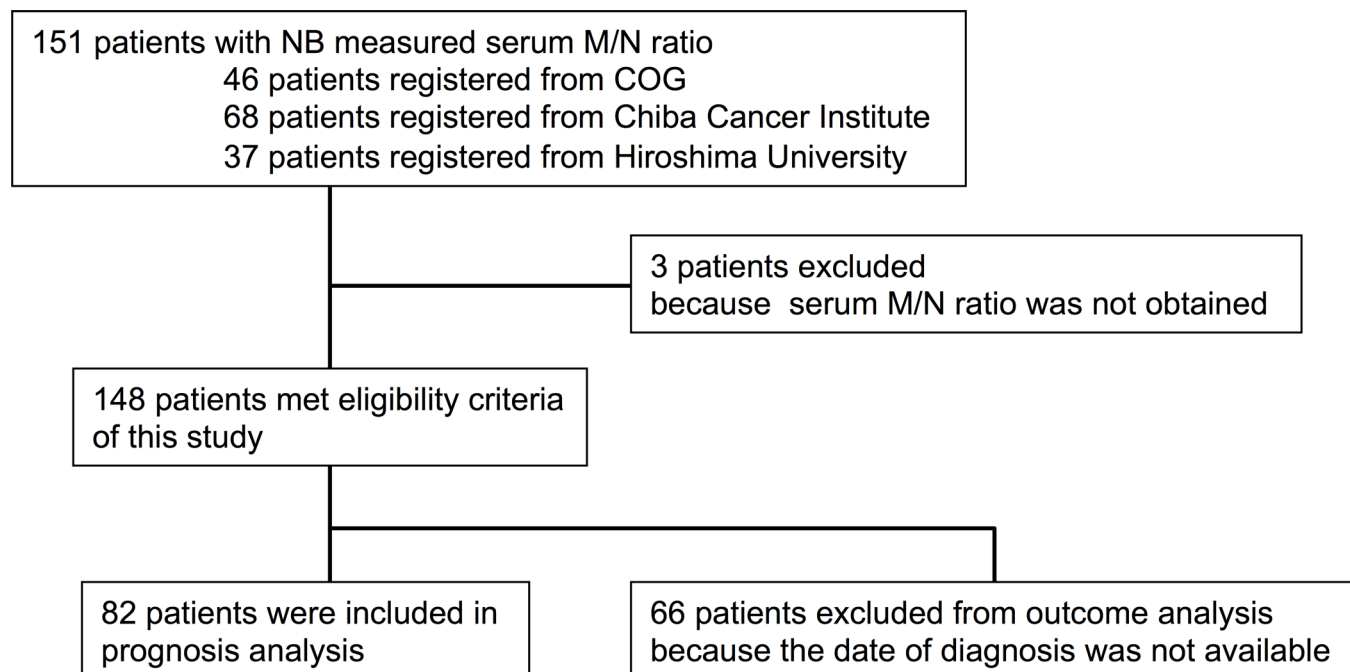 151 patients with NB measured serum M/N ratio
46 patients registered from COG
68 patients registered from Chiba Cancer Institute
37 patients registered from Hiroshima University
3 patients excluded
because serum M/N ratio was not obtained
148 patients met eligibility criteria
of this study
82 patients were included in
prognosis analysis
66 patients excluded from outcome analysis
because the date of diagnosis was not available